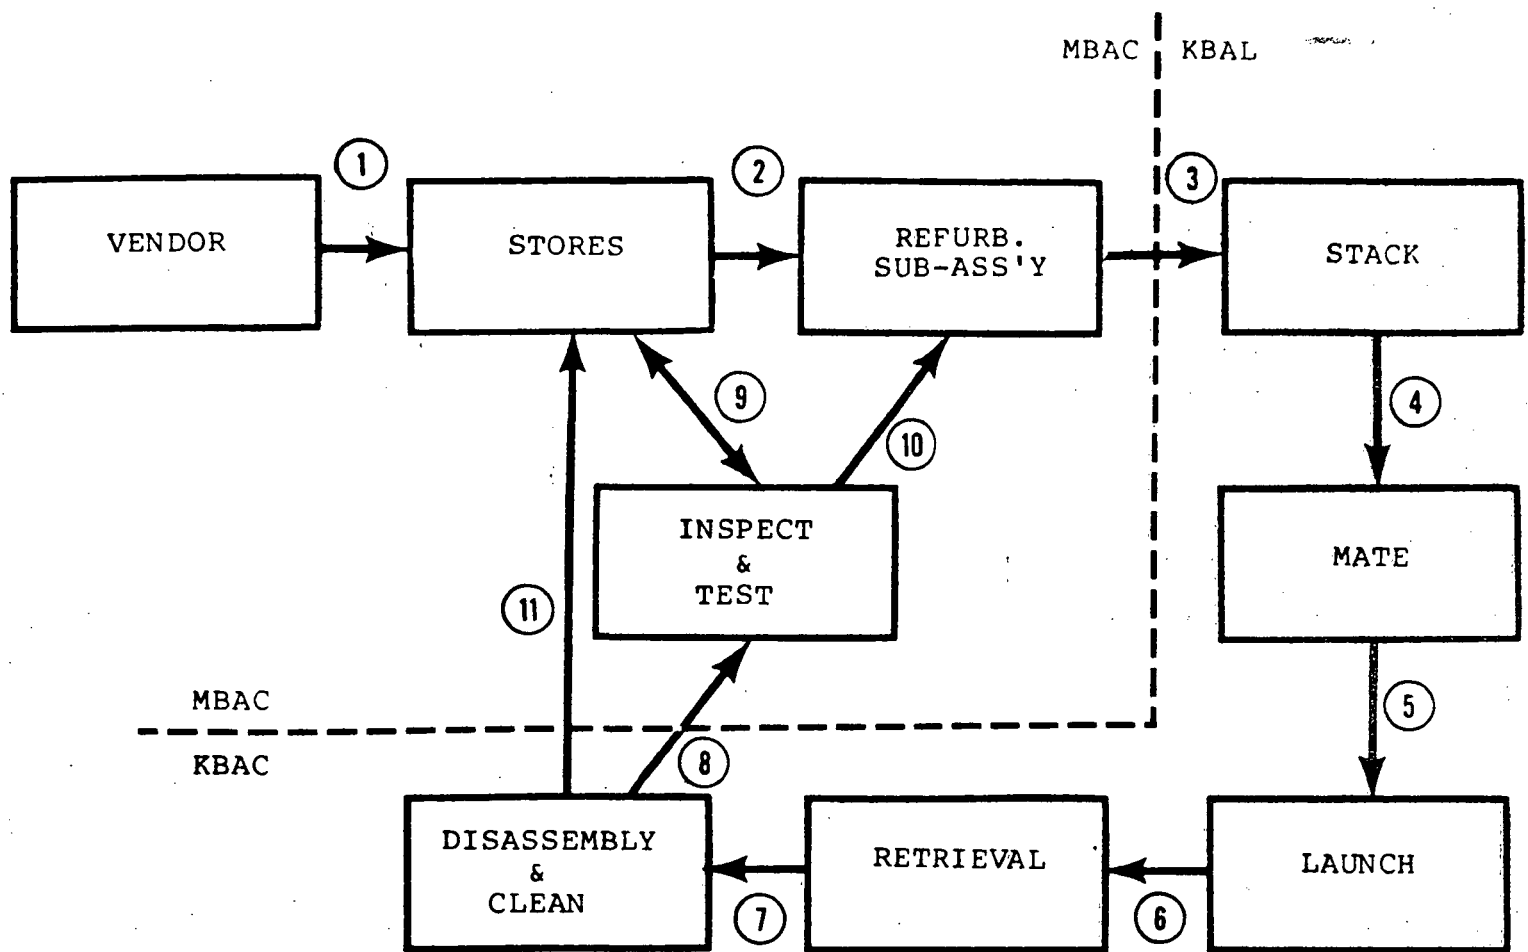 MBAC KBAL
1
2
3
VENDOR
STORES
REFURB.
SUB-ASS'Y
STACK
9
10
4
INSPECT
&
TEST
MATE
11
MBAC
5
KBAC
8
DISASSEMBLY
&
CLEAN
RETRIEVAL
LAUNCH
7
6